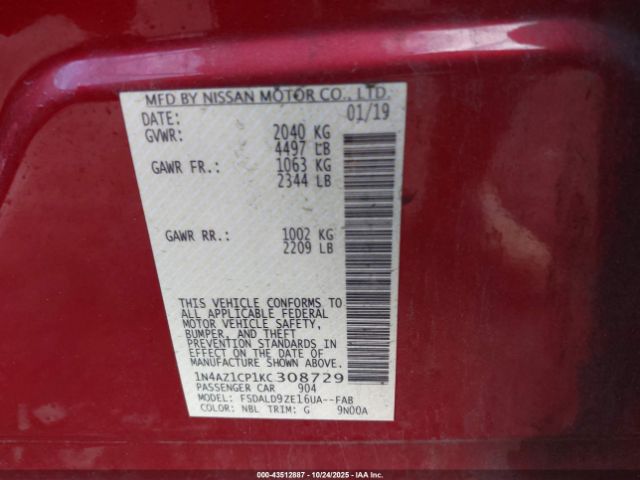 MFD BY NISSAN MOTOR CO., LTD.
DATE: 01/19
GVWR: 2040 KG
4497 LB
GAWR FR.: 1063 KG
2344 LB
GAWR RR.: 1002 KG
2209 LB
THIS VEHICLE CONFORMS TO
ALL APPLICABLE FEDERAL
MOTOR VEHICLE SAFETY,
BUMPER, AND THEFT
PREVENTION STANDARDS
IN EFFECT ON THE DATE OF
MANUFACTURE SHOWN ABOVE.
1N4AZ1CP1KC308729
PASSENGER CAR 904
MODEL: FSDALD9ZE16UA--FAB
COLOR: NBL TRIM: G 9N00A
000-43512887 - 10/24/2025 - IAA Inc.